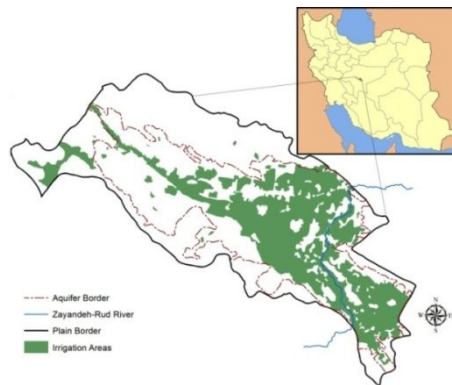 Aquifer Border
Zayandeh-Rud River
Plain Border
Irrigation Areas
N
W
E
S